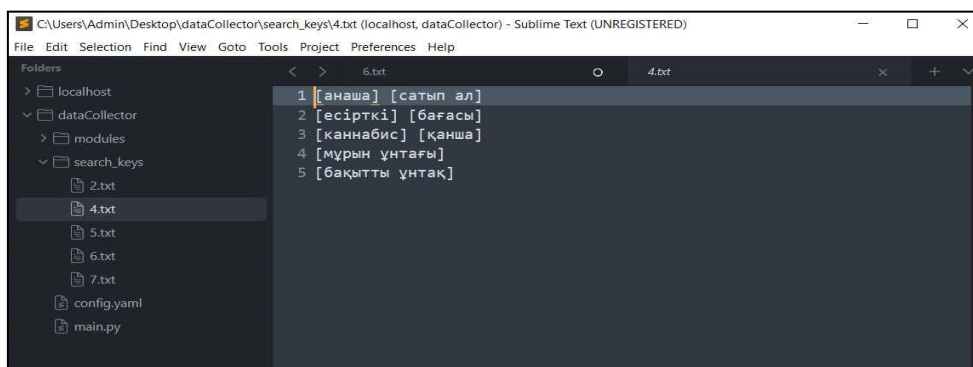 C:\Users\Admin\Desktop\dataCollector\search_keys\4.txt (localhost, dataCollector) - Sublime Text (UNREGISTERED)
File Edit Selection Find View Goto Tools Project Preferences Help
Folders
localhost
dataCollector
modules
search_keys
2.txt
4.txt
5.txt
6.txt
7.txt
config.yaml
main.py
6.txt 4.txt
1 [анаша] [сатып ал]
2 [есірткі] [бағасы]
3 [каннабис] [қанша]
4 [мұрын ұнтағы]
5 [бақытты ұнтақ]